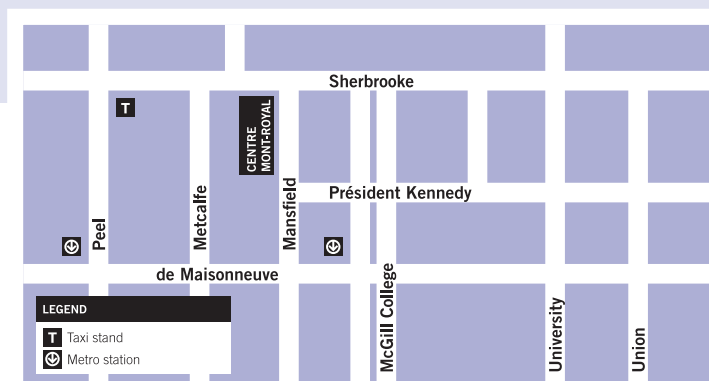 Sherbrooke
T
CENTRE
MONT-ROYAL
Président Kennedy
Peel
Metcalfe
Mansfield
de Maisonneuve
McGill College
University
Union
LEGEND
T Taxi stand
Metro station